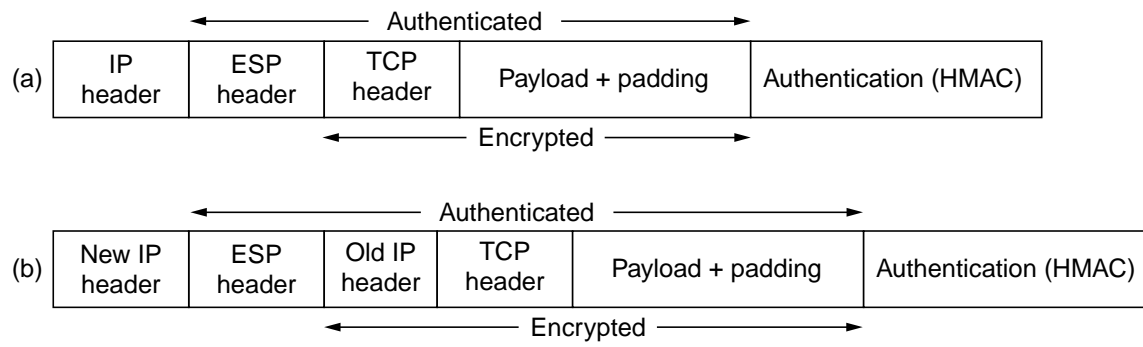 Authenticated
(a) IP header ESP header TCP header Payload + padding Authentication (HMAC)
Encrypted
Authenticated
(b) New IP header ESP header Old IP header TCP header Payload + padding Authentication (HMAC)
Encrypted